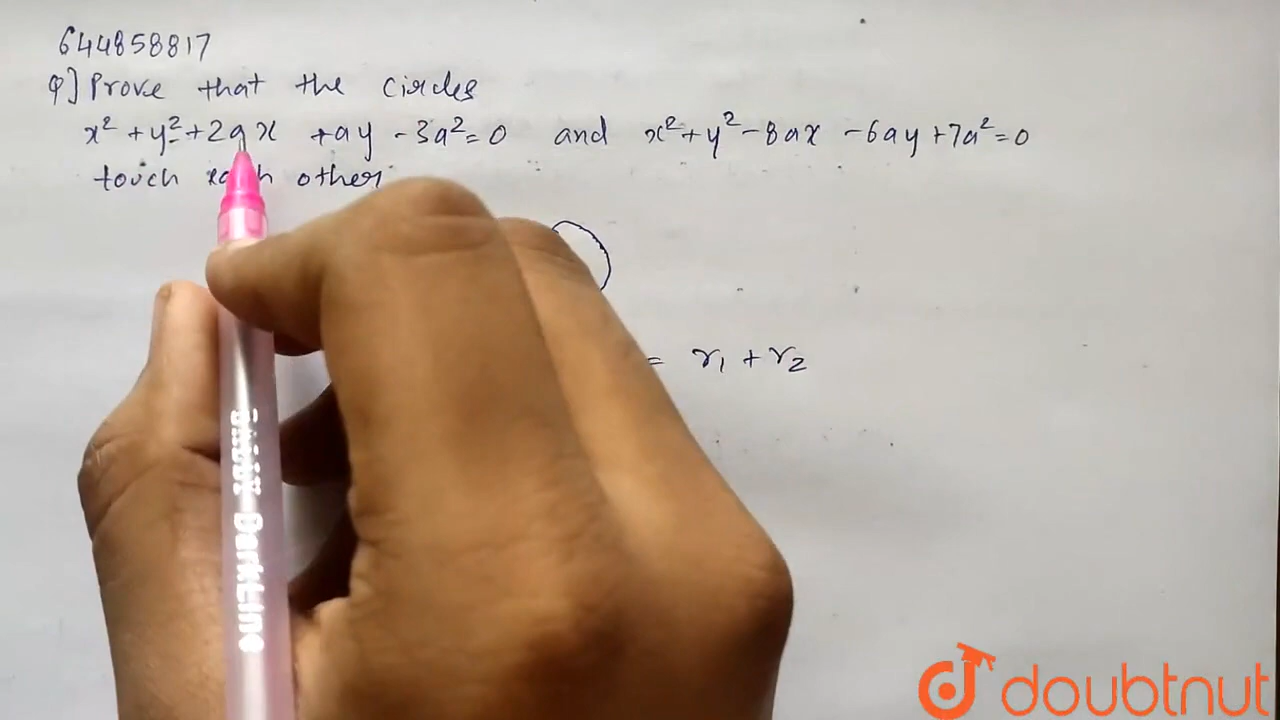 644858817
Q] Prove that the circles
x² + y² + 2ax + ay - 3a² = 0 and x² + y² - 8ax - 6ay + 7a² = 0
touch other
= r₁ + r₂
DarkLine
doubtnut